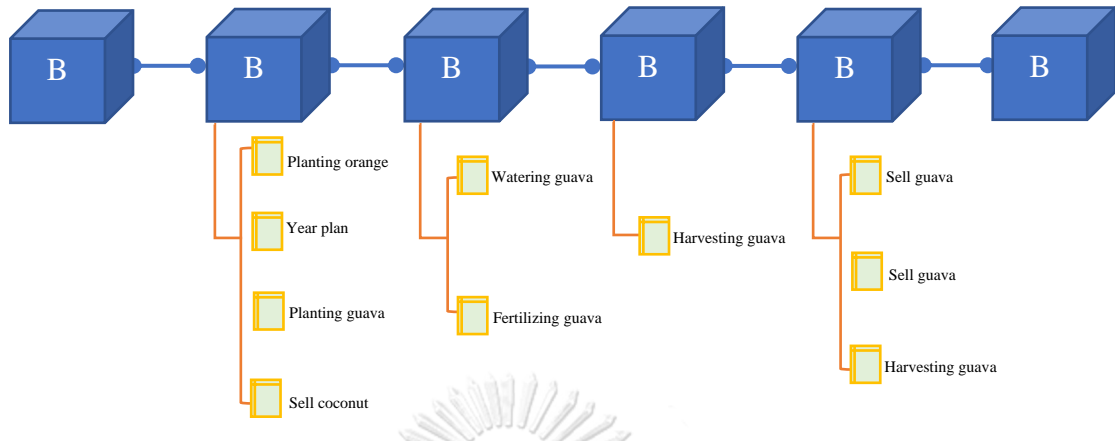 B B B B B B
Planting orange
Year plan
Planting guava
Sell coconut
Watering guava
Fertilizing guava
Harvesting guava
Sell guava
Sell guava
Harvesting guava